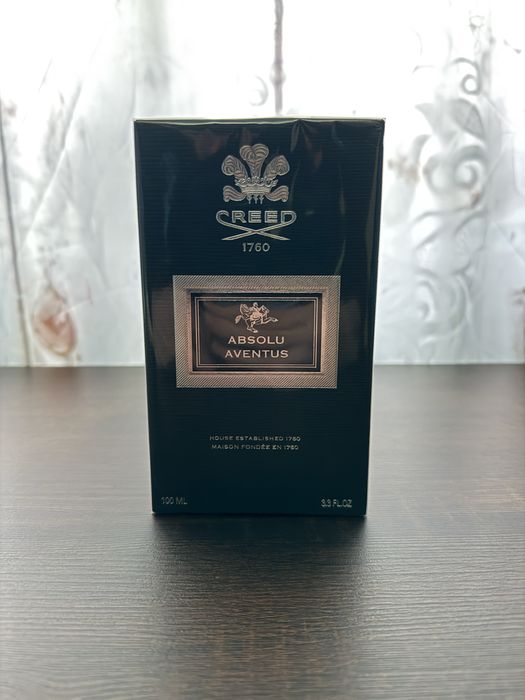 CREED
1760
ABSOLU
AVENTUS
HOUSE ESTABLISHED 1760
MAISON FONDÉE EN 1760
100 ML 3.3 FL.OZ